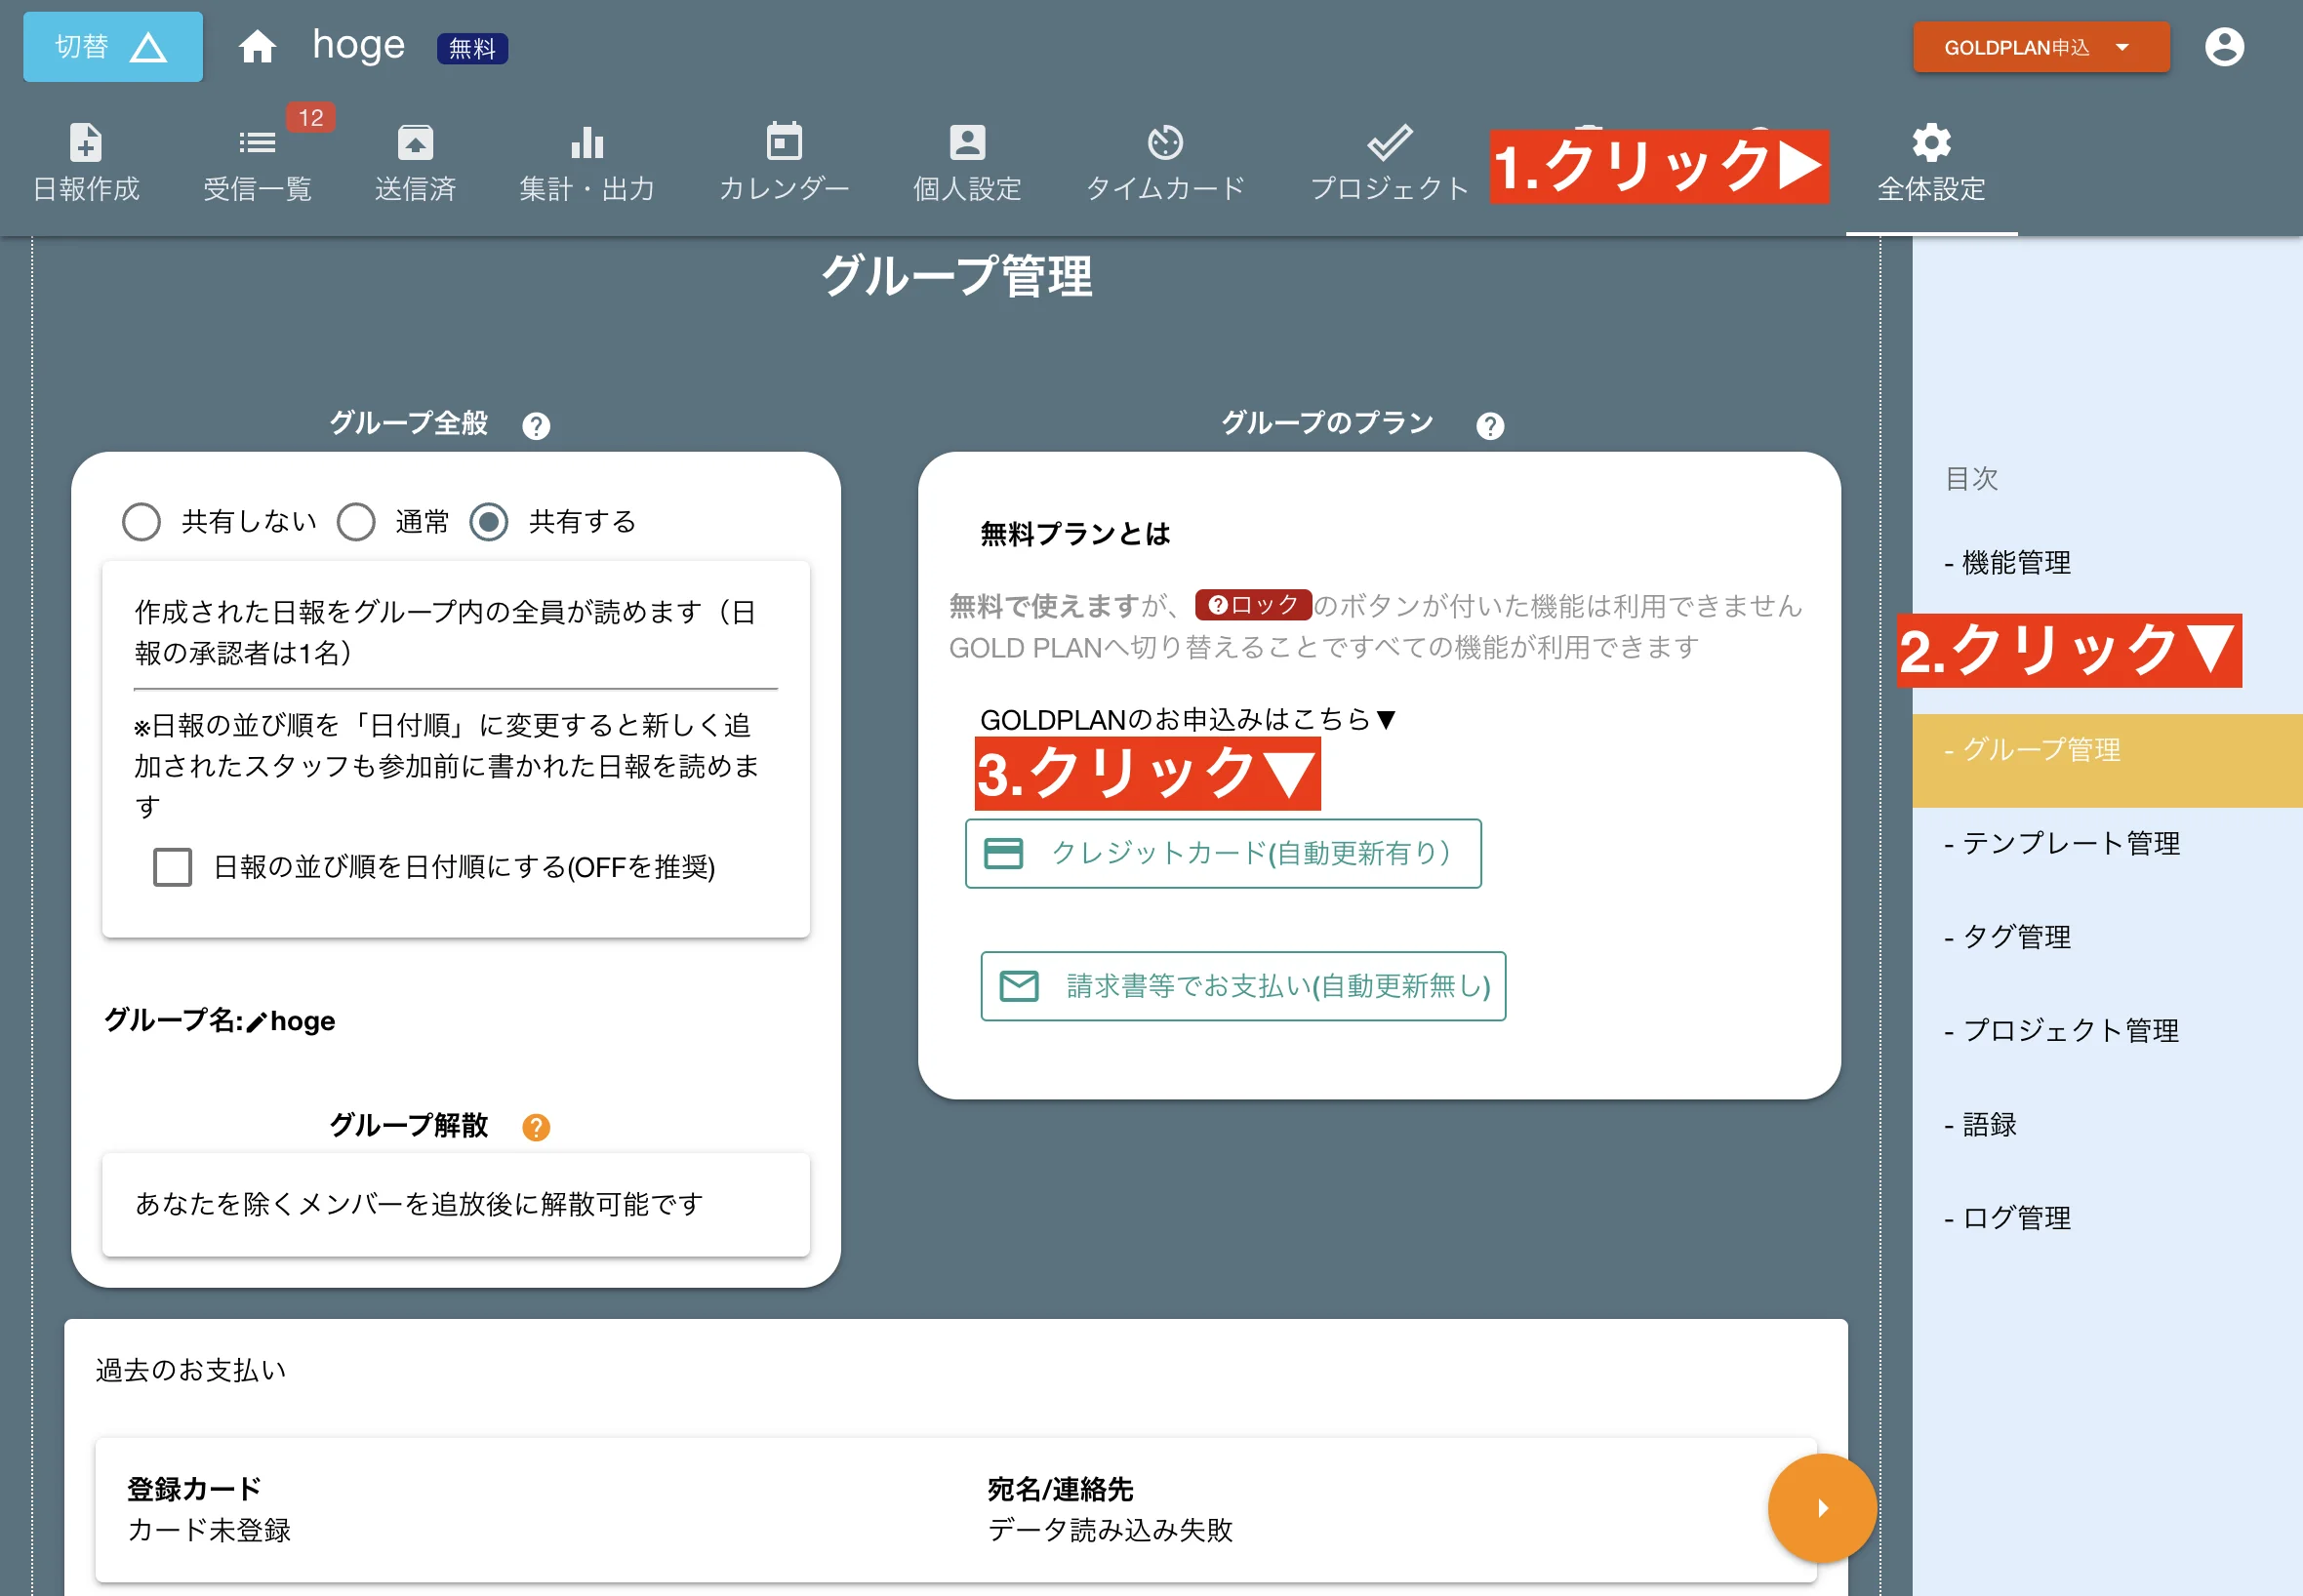 切替
hoge
無料
GOLDPLAN申込
日報作成
受信一覧
12
送信済
集計・出力
カレンダー
個人設定
タイムカード
プロジェクト
1.クリック▶
全体設定
グループ管理
グループ全般
共有しない
通常
共有する
作成された日報をグループ内の全員が読めます（日
報の承認者は1名）
※日報の並び順を「日付順」に変更すると新しく追
加されたスタッフも参加前に書かれた日報を読めま
す
日報の並び順を日付順にする(OFFを推奨)
グループ名:hoge
グループ解散
あなたを除くメンバーを追放後に解散可能です
グループのプラン
無料プランとは
無料で使えますが、ロックのボタンが付いた機能は利用できません
GOLD PLANへ切り替えることですべての機能が利用できます
GOLDPLANのお申込みはこちら▼
3.クリック▼
クレジットカード(自動更新有り）
請求書等でお支払い(自動更新無し)
目次
- 機能管理
2.クリック▼
- グループ管理
- テンプレート管理
- タグ管理
- プロジェクト管理
- 語録
- ログ管理
過去のお支払い
登録カード
カード未登録
宛名/連絡先
データ読み込み失敗